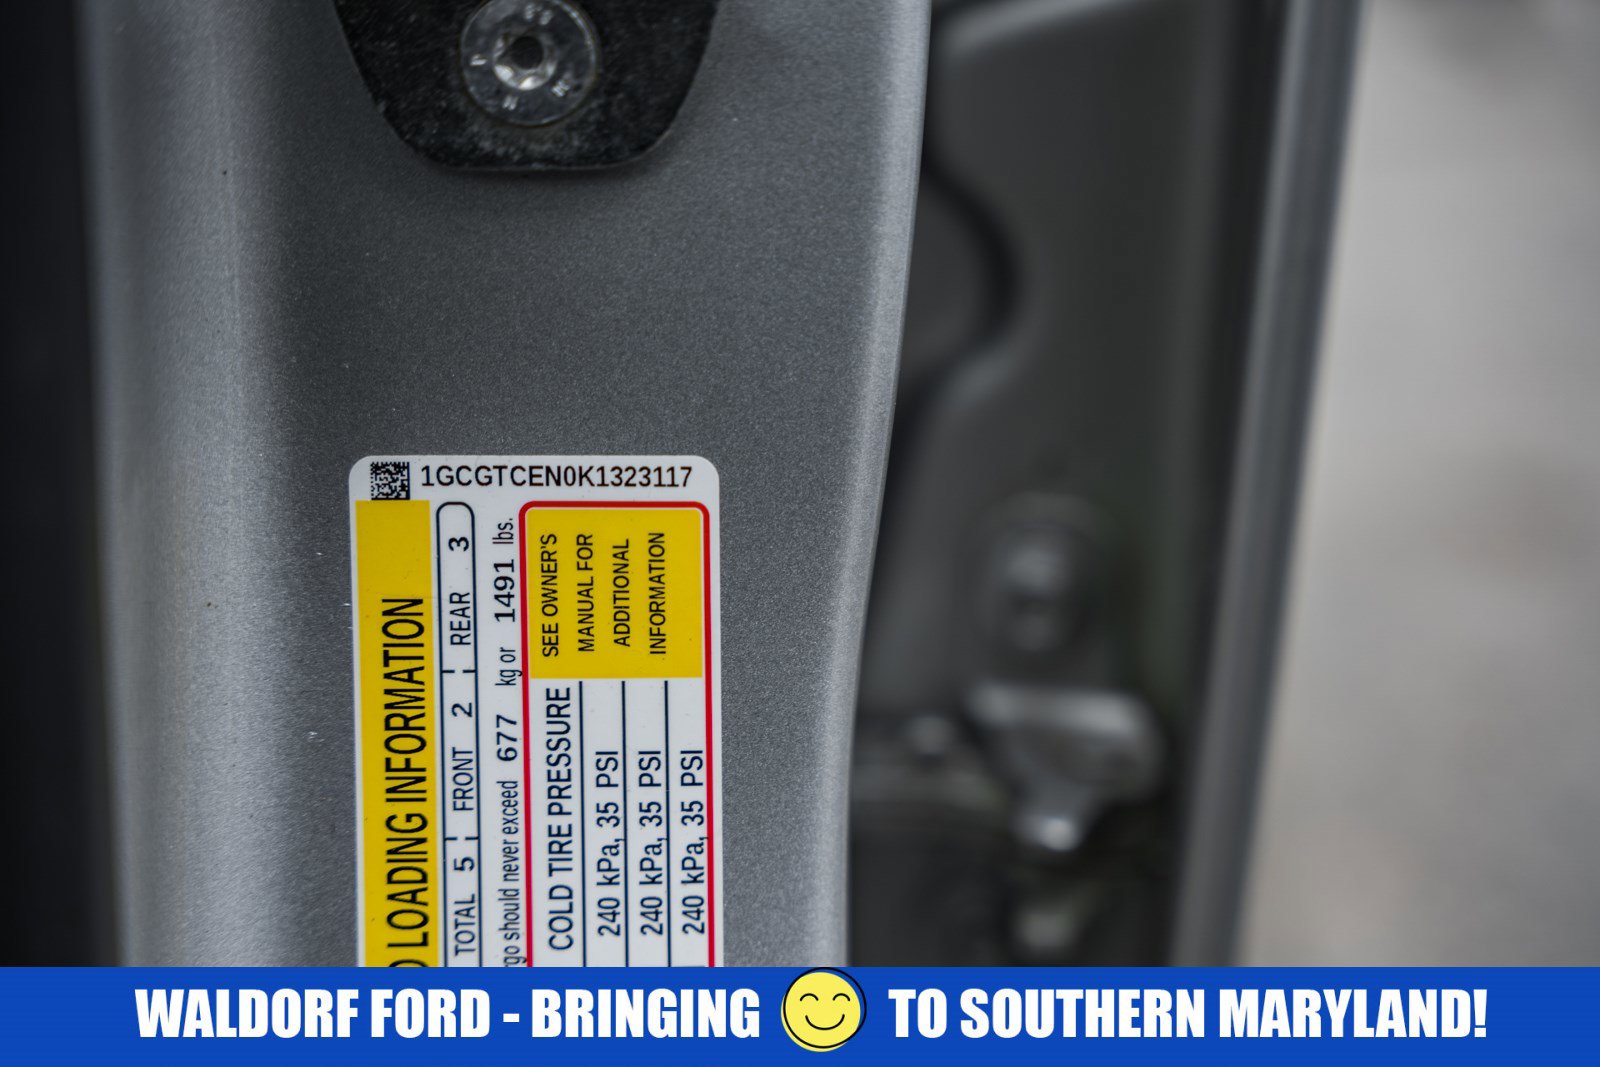 1GCGTCEN0K1323117
LOADING INFORMATION
TOTAL 5 FRONT 2 REAR 3
should never exceed 677 kg or 1491 lbs.
COLD TIRE PRESSURE
240 kPa, 35 PSI
240 kPa, 35 PSI
240 kPa, 35 PSI
SEE OWNER'S
MANUAL FOR
ADDITIONAL
INFORMATION
WALDORF FORD - BRINGING TO SOUTHERN MARYLAND!